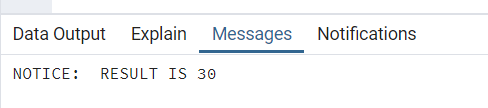 Data Output Explain Messages Notifications
NOTICE:  RESULT IS 30